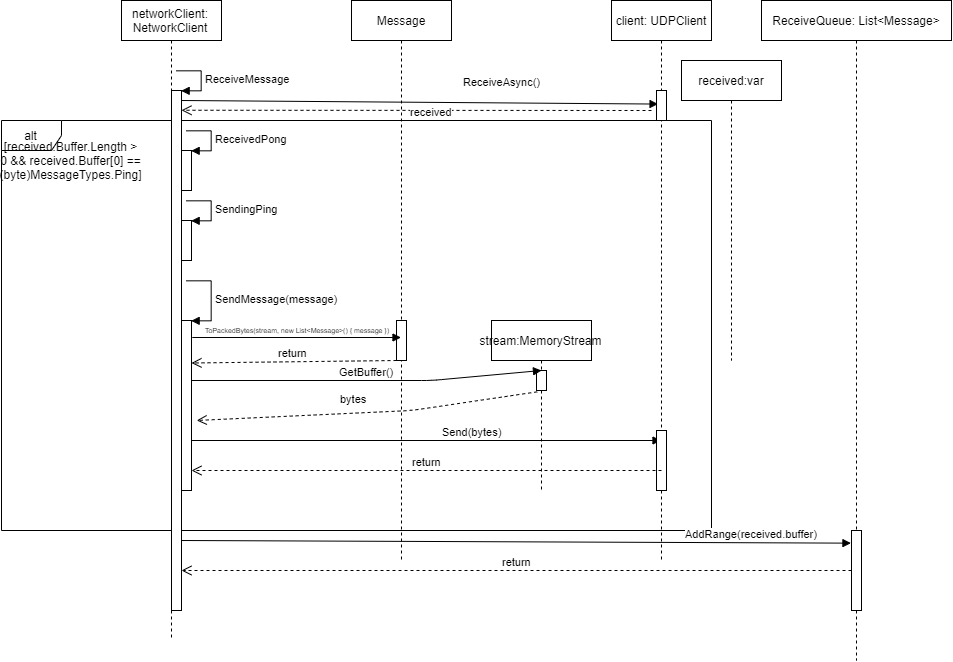 networkClient:
NetworkClient
Message
client: UDPClient
ReceiveQueue: List<Message>
ReceiveMessage
ReceiveAsync()
received:var
received
alt
[received.Buffer.Length >
0 && received.Buffer[0] ==
(byte)MessageTypes.Ping]
ReceivedPong
SendingPing
SendMessage(message)
ToPackedBytes(stream, new List<Message>() { message })
stream:MemoryStream
return
GetBuffer()
bytes
Send(bytes)
return
AddRange(received.buffer)
return